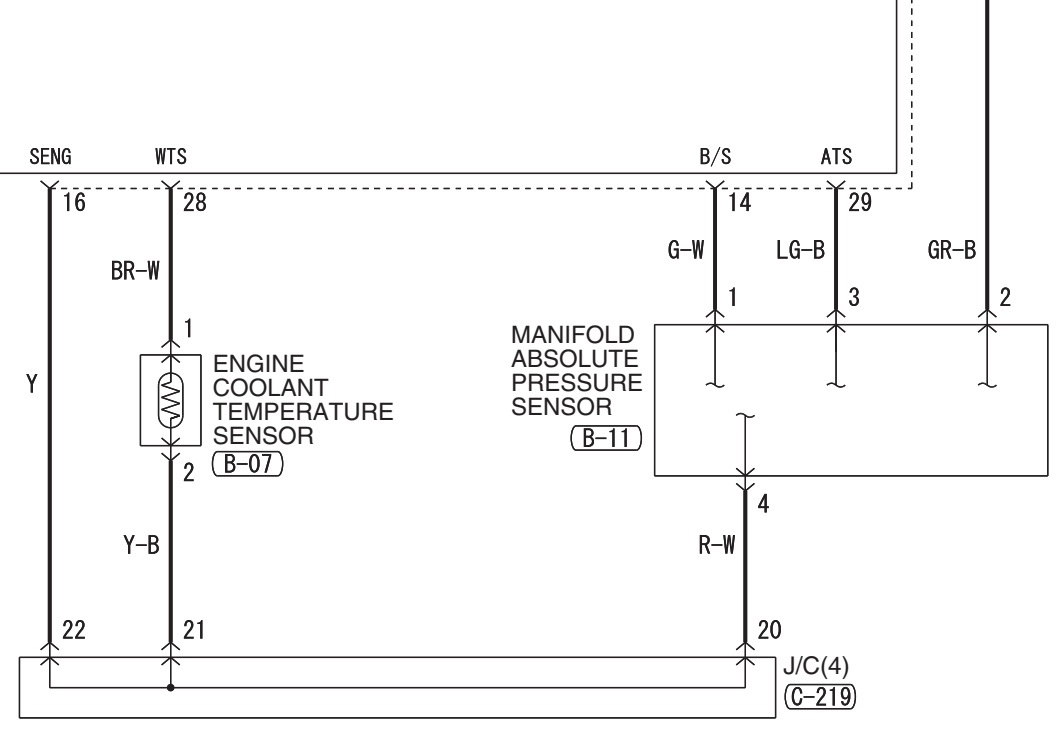 SENG WTS B/S ATS
16 28 14 29
G-W LG-B GR-B
BR-W
1 3 2
1
MANIFOLD
ABSOLUTE
PRESSURE
SENSOR
B-11
ENGINE
COOLANT
TEMPERATURE
SENSOR
B-07
Y
2
4
Y-B R-W
22 21 20
J/C(4)
C-219